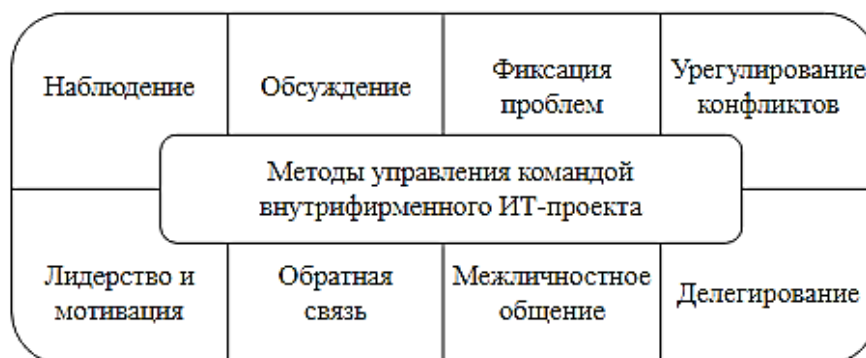 Наблюдение
Обсуждение
Фиксация
проблем
Урегулирование
конфликтов
Методы управления командой
внутрифирменного ИТ-проекта
Лидерство и
мотивация
Обратная
связь
Межличностное
общение
Делегирование